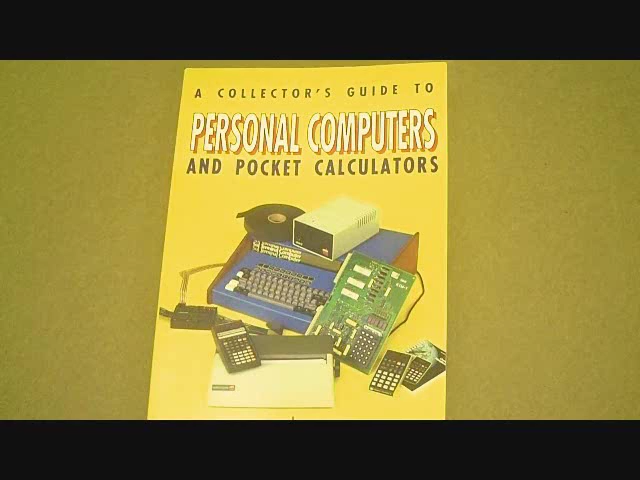 A COLLECTOR'S GUIDE TO
PERSONAL COMPUTERS
AND POCKET CALCULATORS